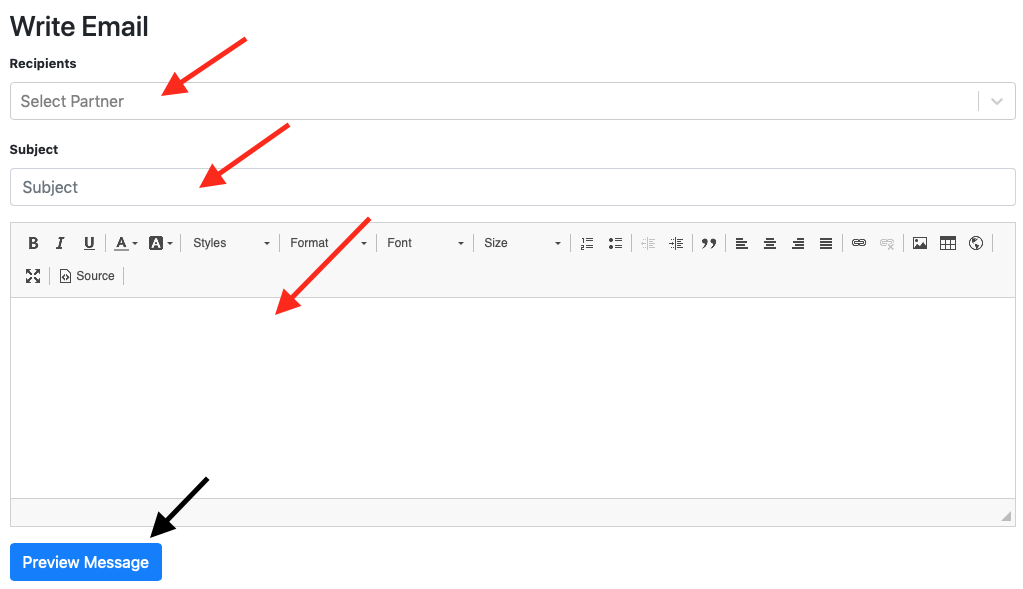 Write Email
Recipients
Select Partner
Subject
Subject
B I U A A Styles Format Font Size
Source
Preview Message